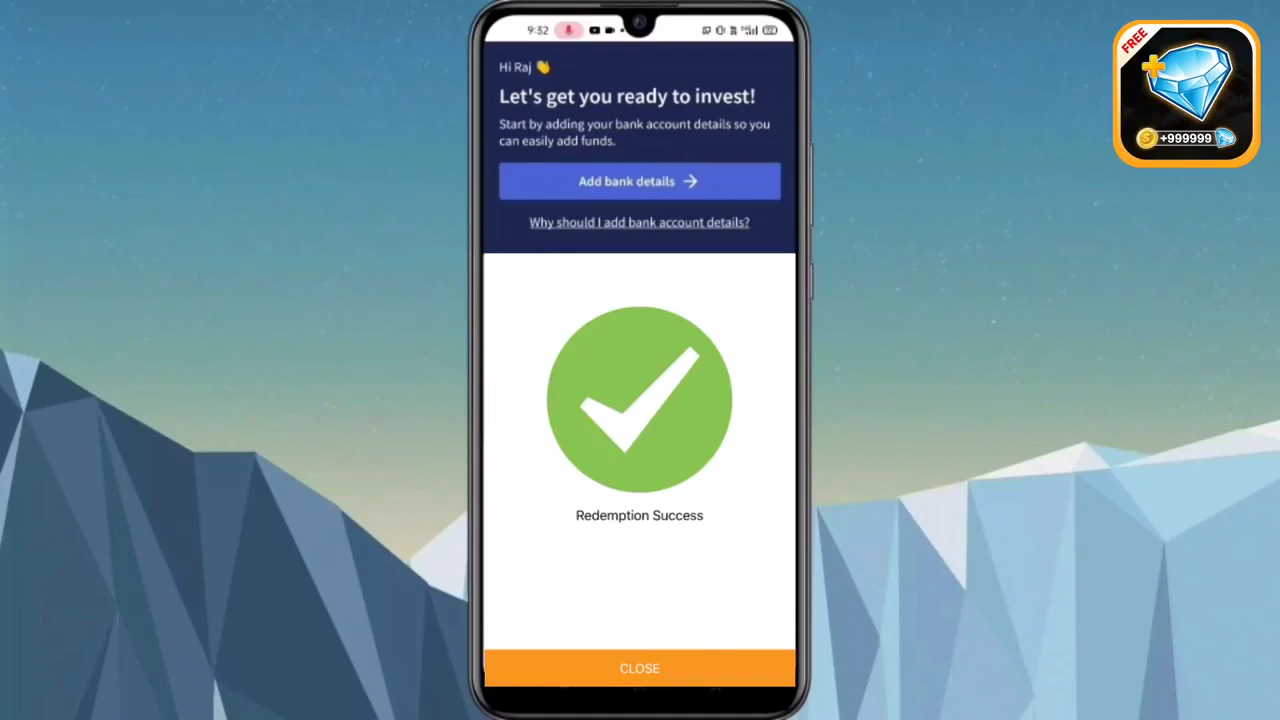 9:32
Hi Raj 👋
Let's get you ready to invest!
Start by adding your bank account details so you
can easily add funds.
Add bank details →
Why should I add bank account details?
Redemption Success
CLOSE
FREE
+999999